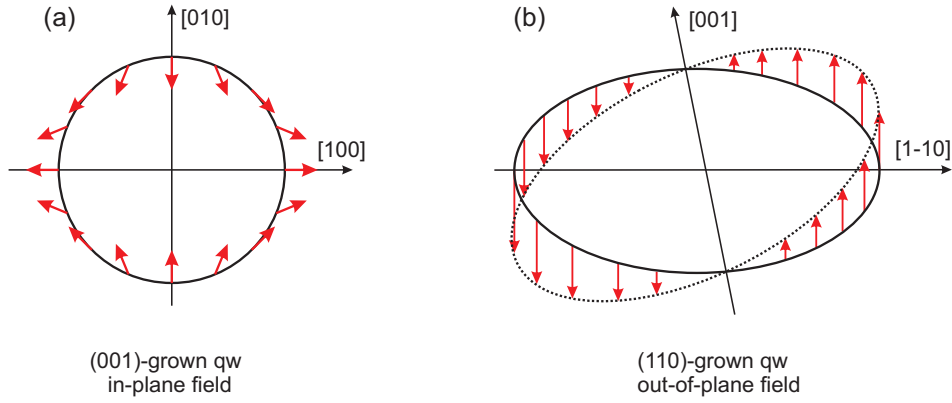 (a)
[010]
[100]
(001)-grown qw
in-plane field
(b)
[001]
[1-10]
(110)-grown qw
out-of-plane field